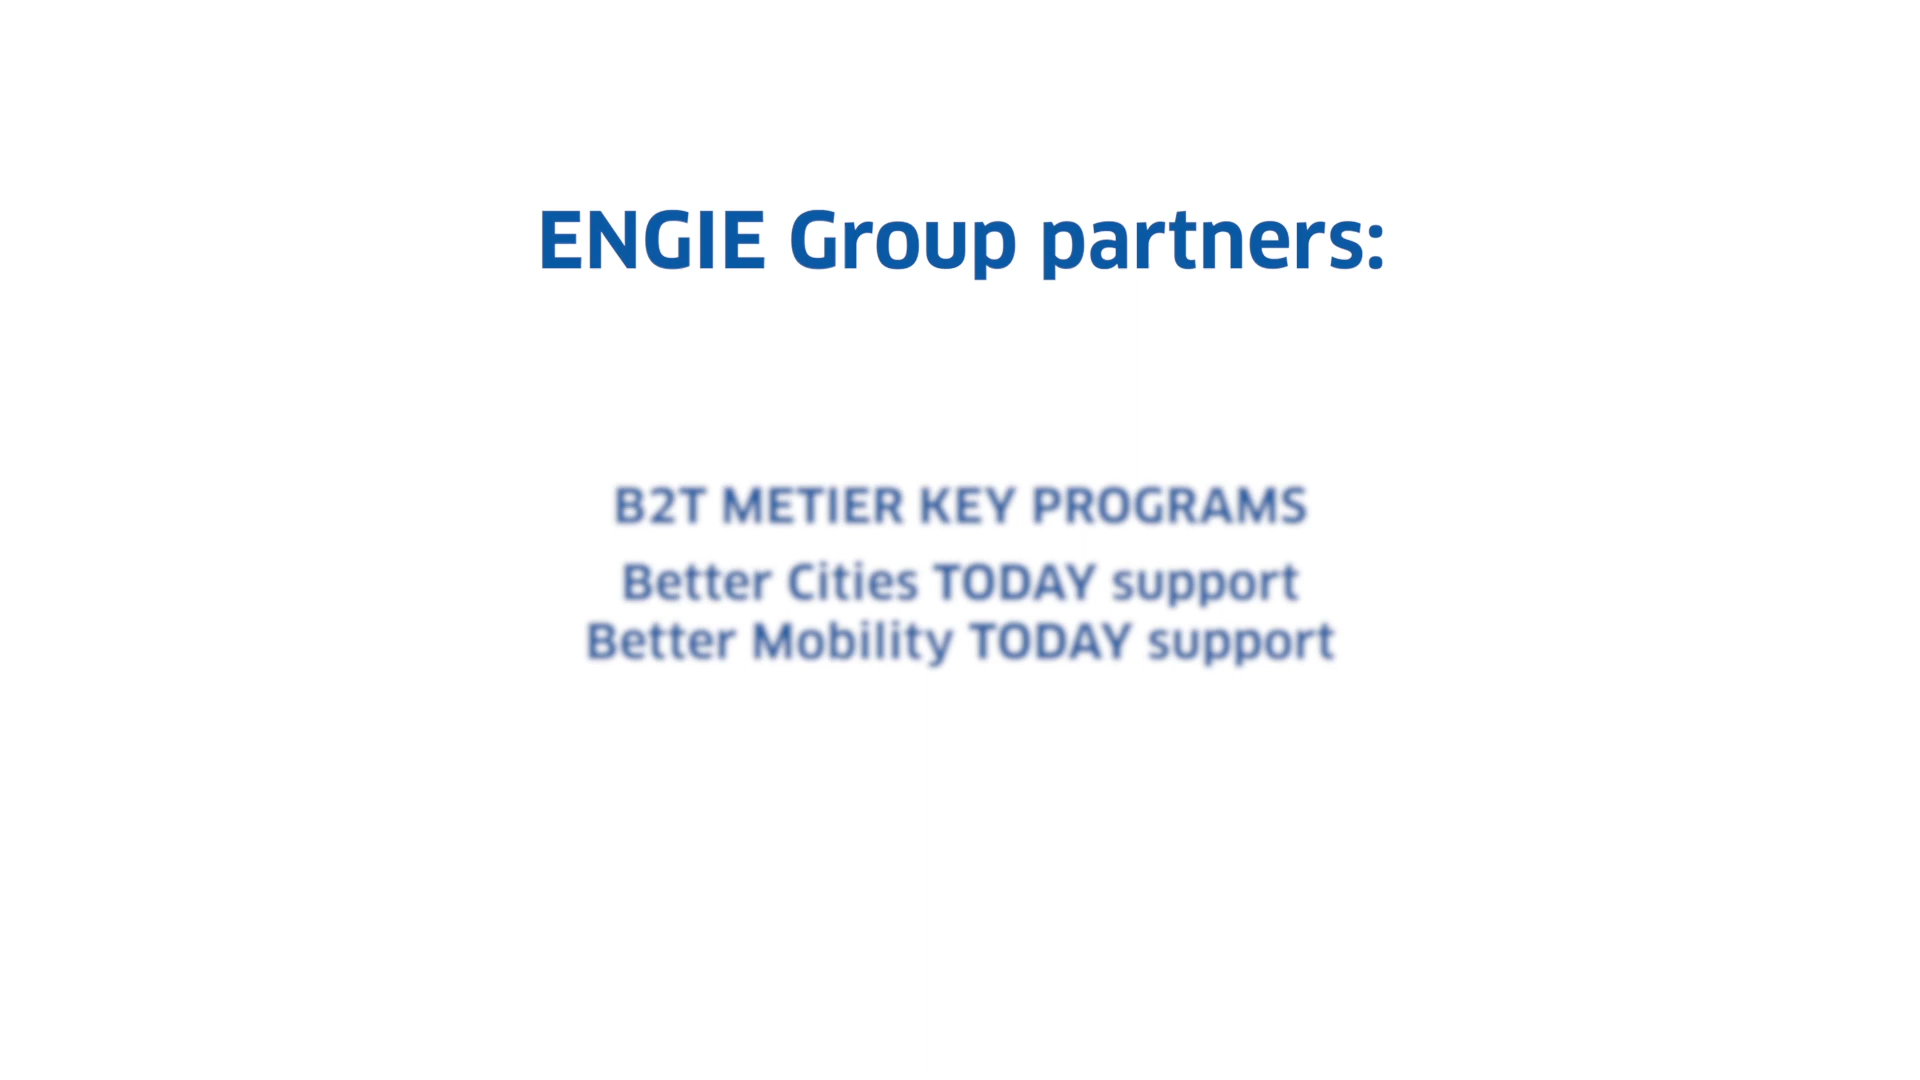 ENGIE Group partners:
B2T METIER KEY PROGRAMS
Better Cities TODAY support
Better Mobility TODAY support